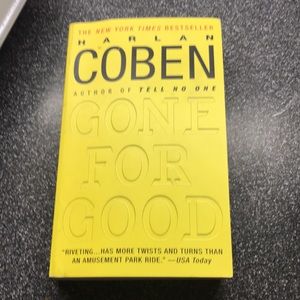 THE NEW YORK TIMES BESTSELLER
HARLAN
COBEN
AUTHOR OF TELL NO ONE
GONE
FOR
GOOD
"RIVETING...HAS MORE TWISTS AND TURNS THAN
AN AMUSEMENT PARK RIDE." —USA Today